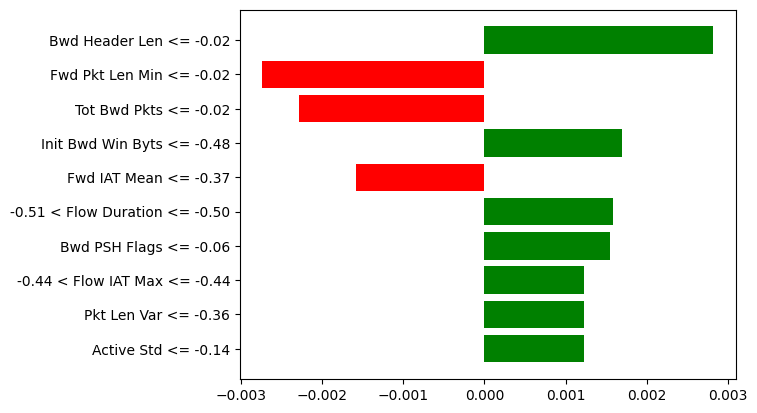 Bwd Header Len <= -0.02
Fwd Pkt Len Min <= -0.02
Tot Bwd Pkts <= -0.02
Init Bwd Win Byts <= -0.48
Fwd IAT Mean <= -0.37
-0.51 < Flow Duration <= -0.50
Bwd PSH Flags <= -0.06
-0.44 < Flow IAT Max <= -0.44
Pkt Len Var <= -0.36
Active Std <= -0.14
−0.003 −0.002 −0.001 0.000 0.001 0.002 0.003